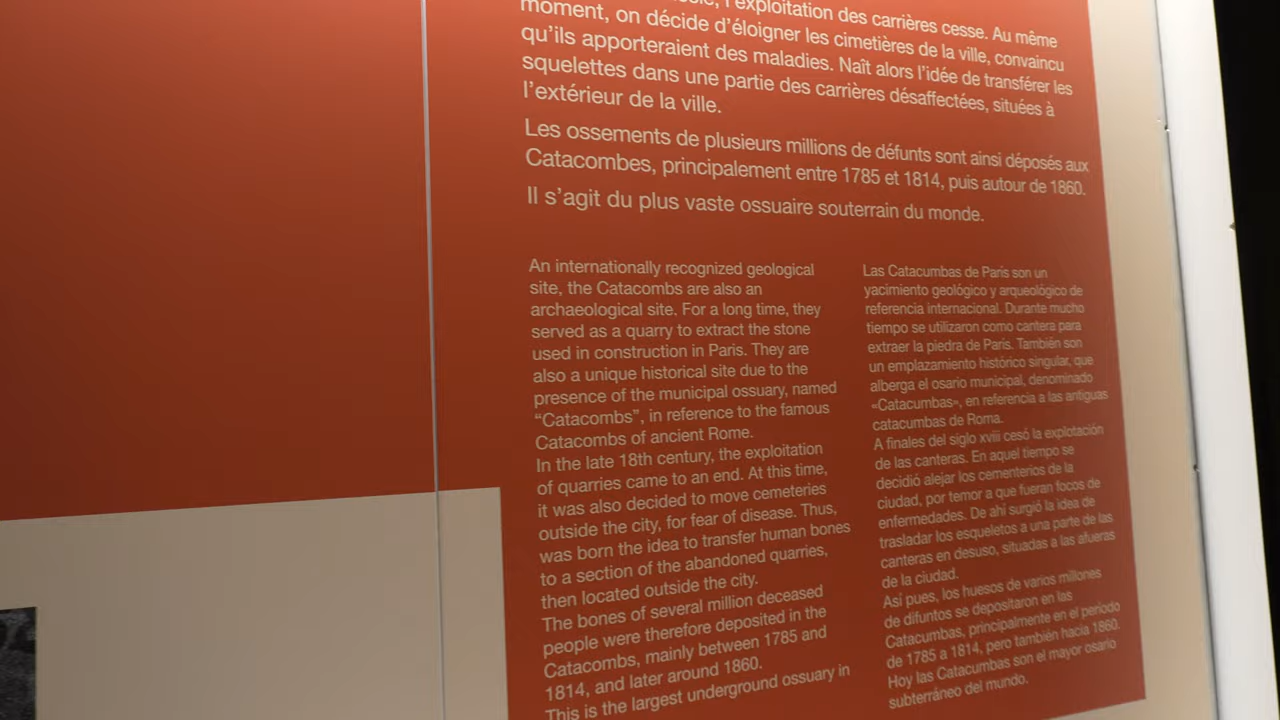 l'exploitation des carrières cesse. Au même
moment, on décide d'éloigner les cimetières de la ville, convaincu
qu'ils apporteraient des maladies. Naît alors l'idée de transférer les
squelettes dans une partie des carrières désaffectées, situées à
l'extérieur de la ville.
Les ossements de plusieurs millions de défunts sont ainsi déposés aux
Catacombes, principalement entre 1785 et 1814, puis autour de 1860.
Il s'agit du plus vaste ossuaire souterrain du monde.
An internationally recognized geological
site, the Catacombs are also an
archaeological site. For a long time, they
served as a quarry to extract the stone
used in construction in Paris. They are
also a unique historical site due to the
presence of the municipal ossuary, named
“Catacombs”, in reference to the famous
Catacombs of ancient Rome.
In the late 18th century, the exploitation
of quarries came to an end. At this time,
it was also decided to move cemeteries
outside the city, for fear of disease. Thus,
was born the idea to transfer human bones
to a section of the abandoned quarries,
then located outside the city.
The bones of several million deceased
people were therefore deposited in the
Catacombs, mainly between 1785 and
1814, and later around 1860.
This is the largest underground ossuary in
Las Catacumbas de París son un
yacimiento geológico y arqueológico de
referencia internacional. Durante mucho
tiempo se utilizaron como cantera para
extraer la piedra de París. También son
un emplazamiento histórico singular, que
alberga el osario municipal, denominado
«Catacumbas», en referencia a las antiguas
catacumbas de Roma.
A finales del siglo xviii cesó la explotación
de las canteras. En aquel tiempo se
decidió alejar los cementerios de la
ciudad, por temor a que fueran focos de
enfermedades. De ahí surgió la idea de
trasladar los esqueletos a una parte de las
canteras en desuso, situadas a las afueras
de la ciudad.
Así pues, los huesos de varios millones
de difuntos se depositaron en las
Catacumbas, principalmente en el periodo
de 1785 a 1814, pero también hacia 1860.
Hoy las Catacumbas son el mayor osario
subterráneo del mundo.